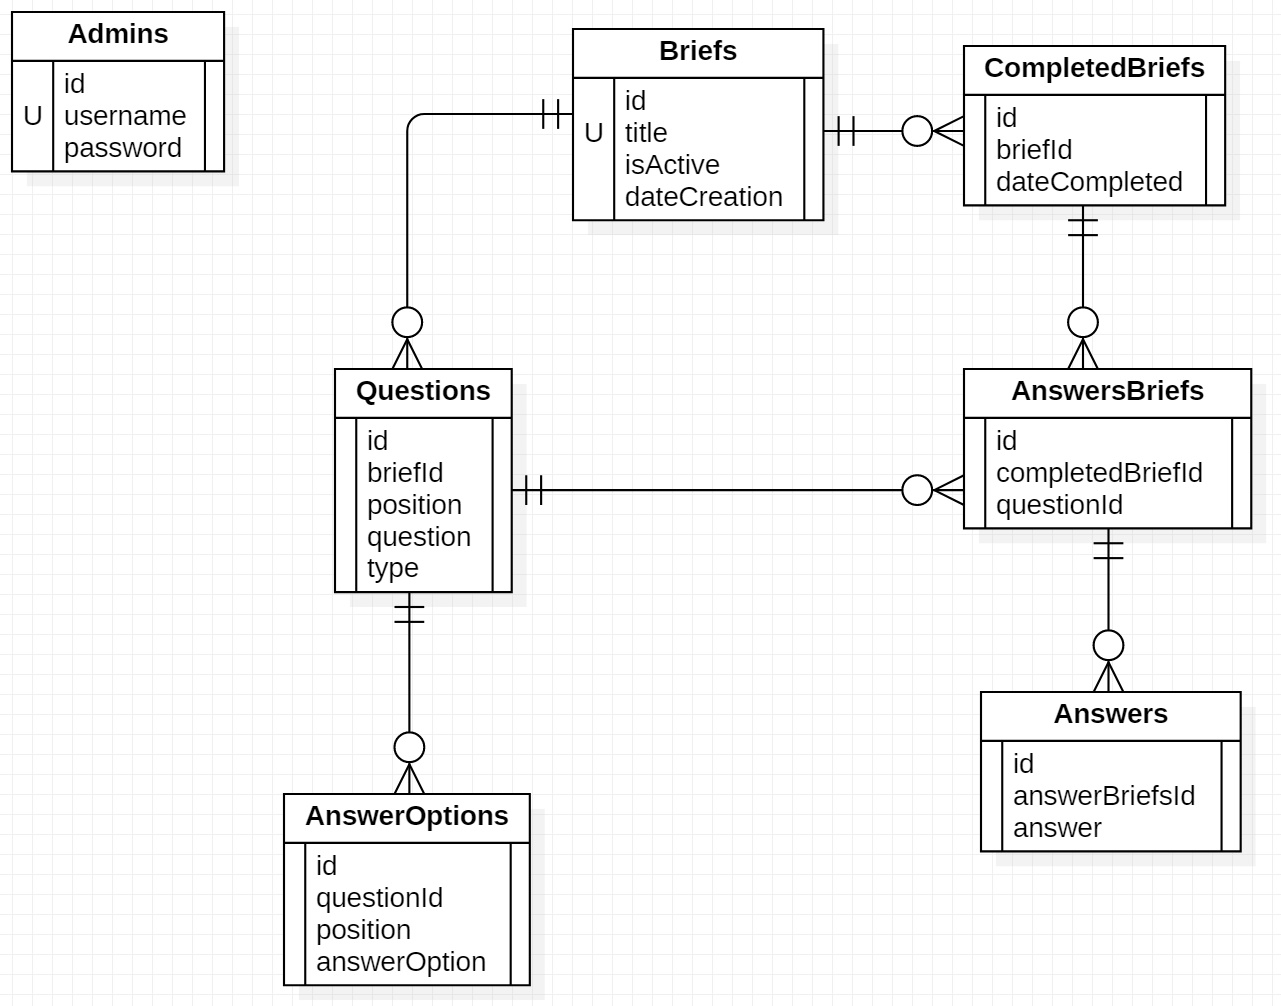 Admins
id
U username
password
Briefs
id
U title
isActive
dateCreation
CompletedBriefs
id
briefId
dateCompleted
Questions
id
briefId
position
question
type
AnswersBriefs
id
completedBriefId
questionId
AnswerOptions
id
questionId
position
answerOption
Answers
id
answerBriefsId
answer